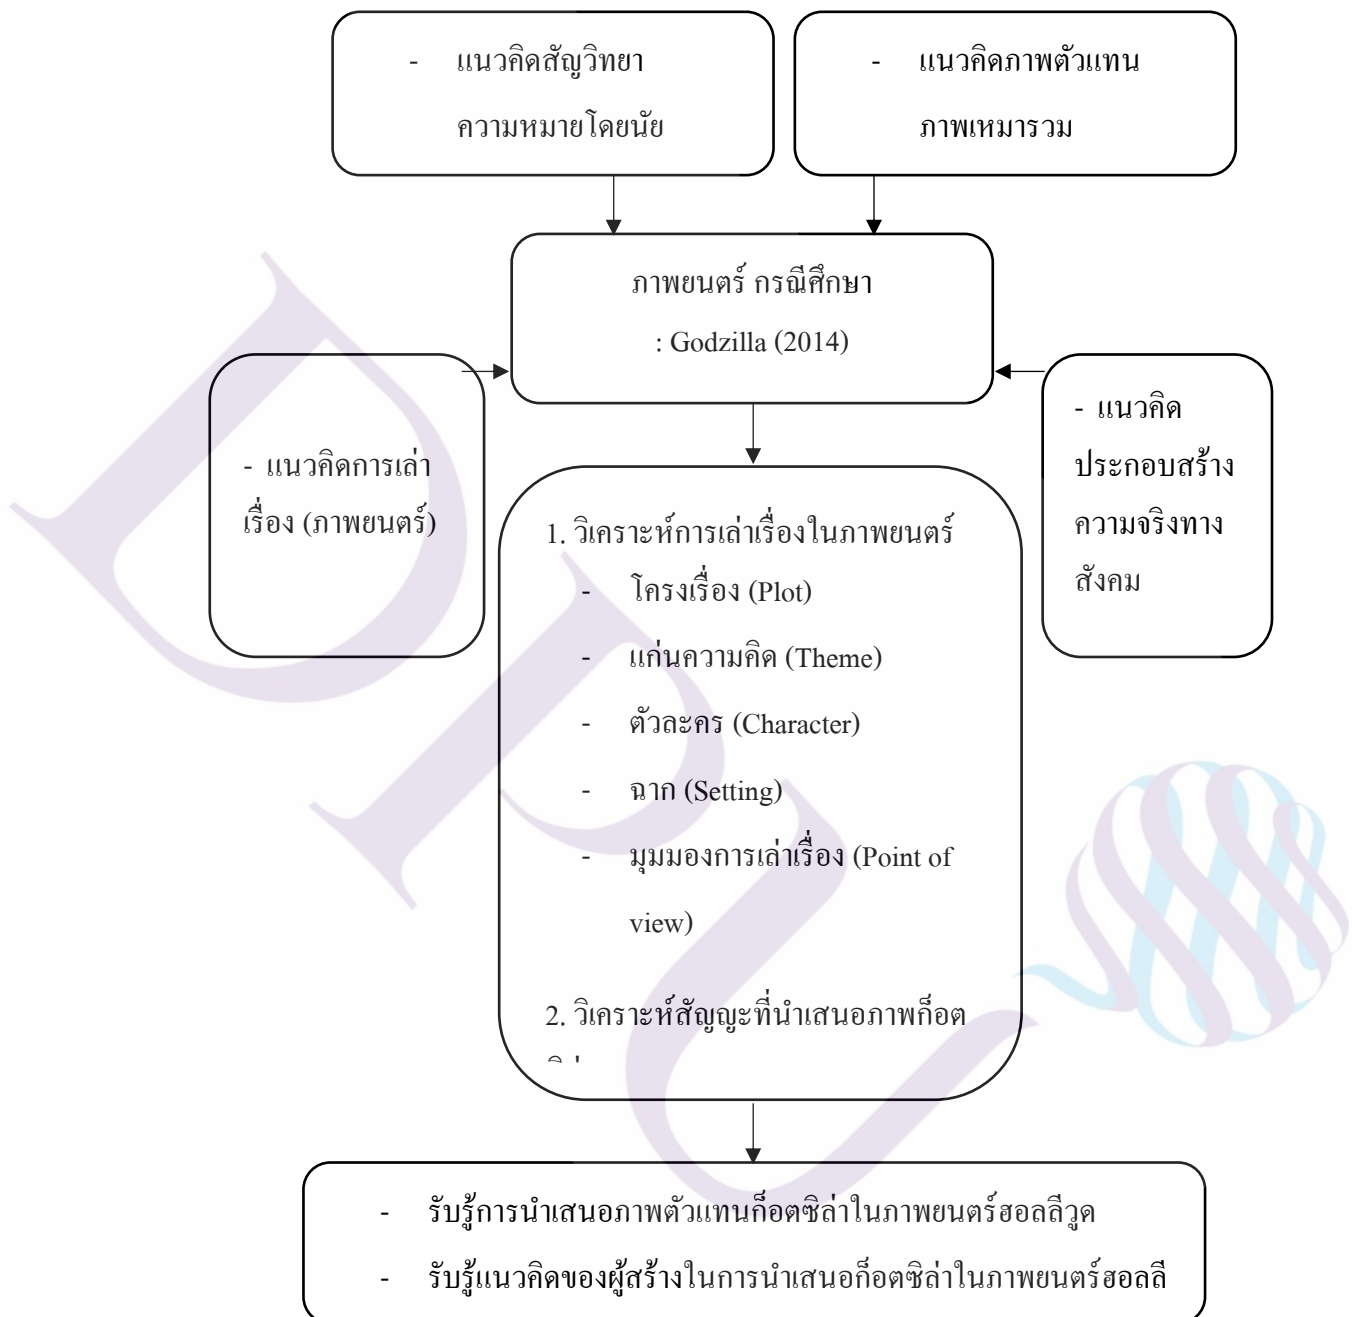 - แนวคิดสัญวิทยา
ความหมายโดยนัย
- แนวคิดภาพตัวแทน
ภาพเหมารวม
ภาพยนตร์ กรณีศึกษา
: Godzilla (2014)
- แนวคิดการเล่า
เรื่อง (ภาพยนตร์)
- แนวคิด
ประกอบสร้าง
ความจริงทาง
สังคม
1. วิเคราะห์การเล่าเรื่องในภาพยนตร์
- โครงเรื่อง (Plot)
- แก่นความคิด (Theme)
- ตัวละคร (Character)
- ฉาก (Setting)
- มุมมองการเล่าเรื่อง (Point of
view)
2. วิเคราะห์สัญญะที่นำเสนอภาพก็อต
- รับรู้การนำเสนอภาพตัวแทนก็อตซิล่าในภาพยนตร์ฮอลลีวูด
- รับรู้แนวคิดของผู้สร้างในการนำเสนอก็อตซิล่าในภาพยนตร์ฮอลลี
DPU